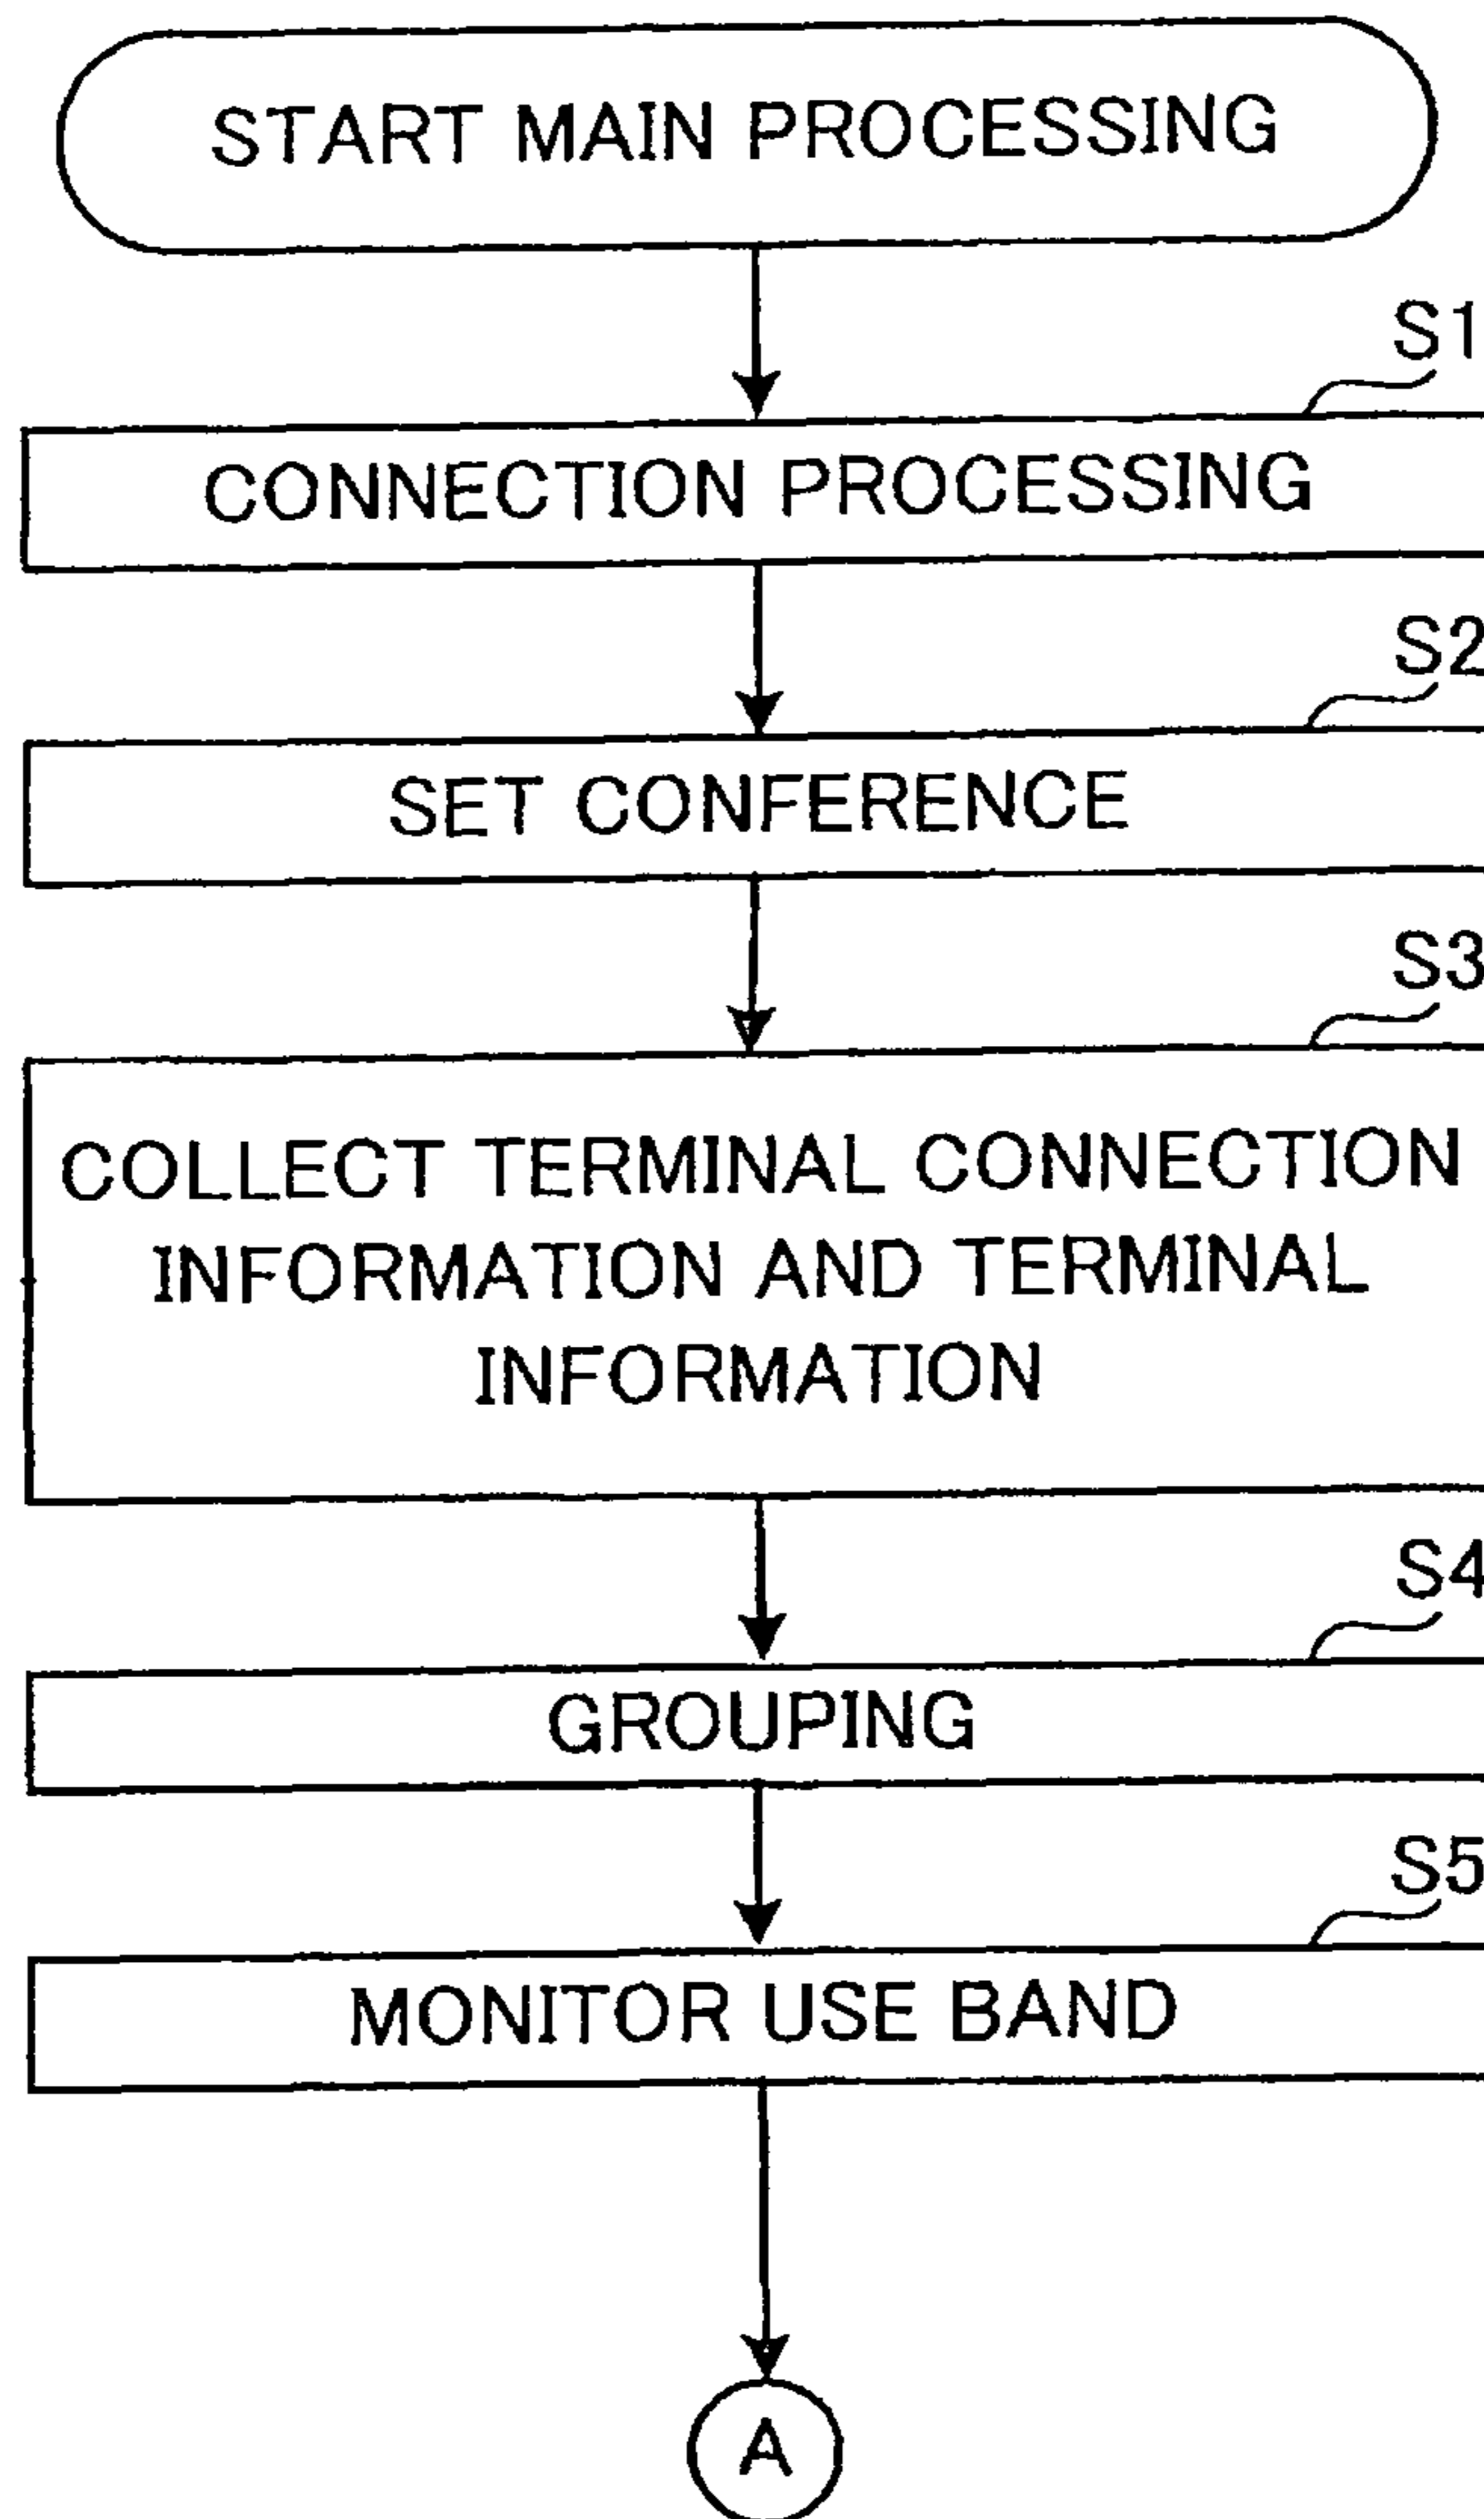 START MAIN PROCESSING
S1
CONNECTION PROCESSING
S2
SET CONFERENCE
S3
COLLECT TERMINAL CONNECTION
INFORMATION AND TERMINAL
INFORMATION
S4
GROUPING
S5
MONITOR USE BAND
A